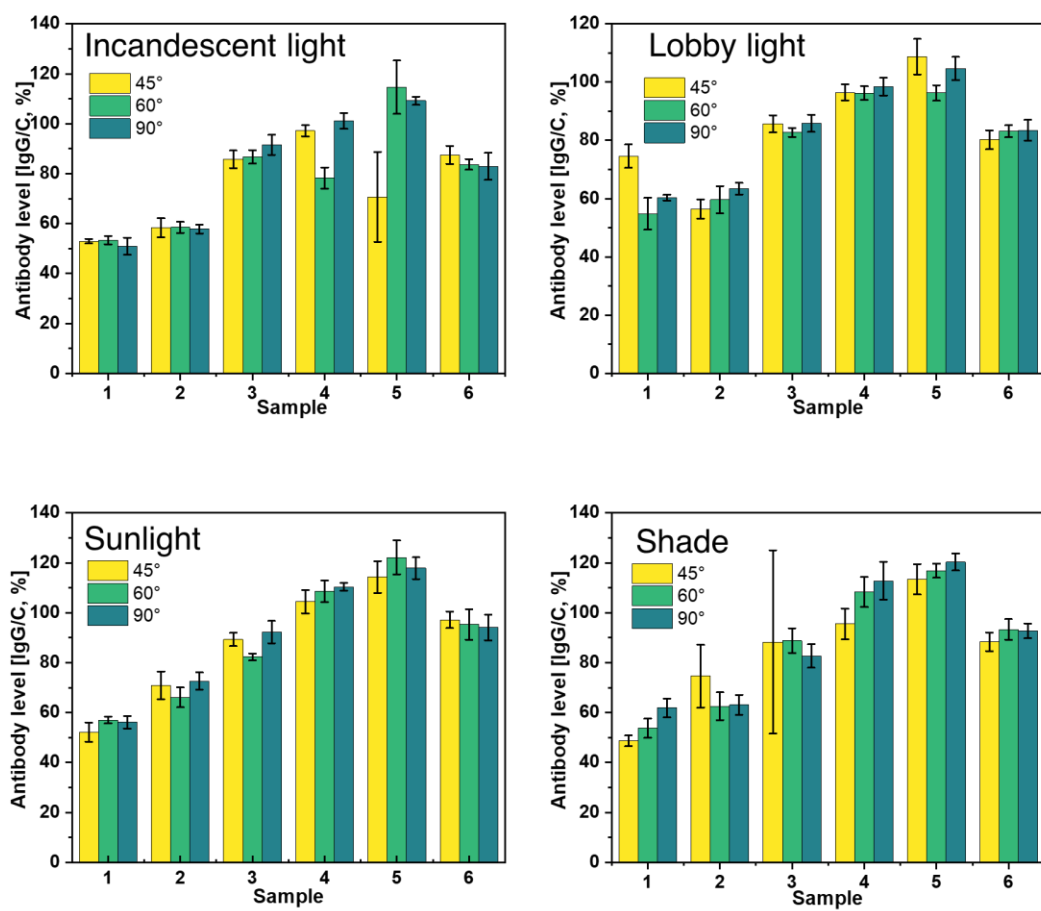 Incandescent light
45°
60°
90°
Antibody level [IgG/C, %]
140
120
100
80
60
40
20
0
1 2 3 4 5 6
Sample
Lobby light
45°
60°
90°
Antibody level [IgG/C, %]
120
100
80
60
40
20
0
1 2 3 4 5 6
Sample
Sunlight
45°
60°
90°
Antibody level [IgG/C, %]
140
120
100
80
60
40
20
0
1 2 3 4 5 6
Sample
Shade
45°
60°
90°
Antibody level [IgG/C, %]
140
120
100
80
60
40
20
0
1 2 3 4 5 6
Sample